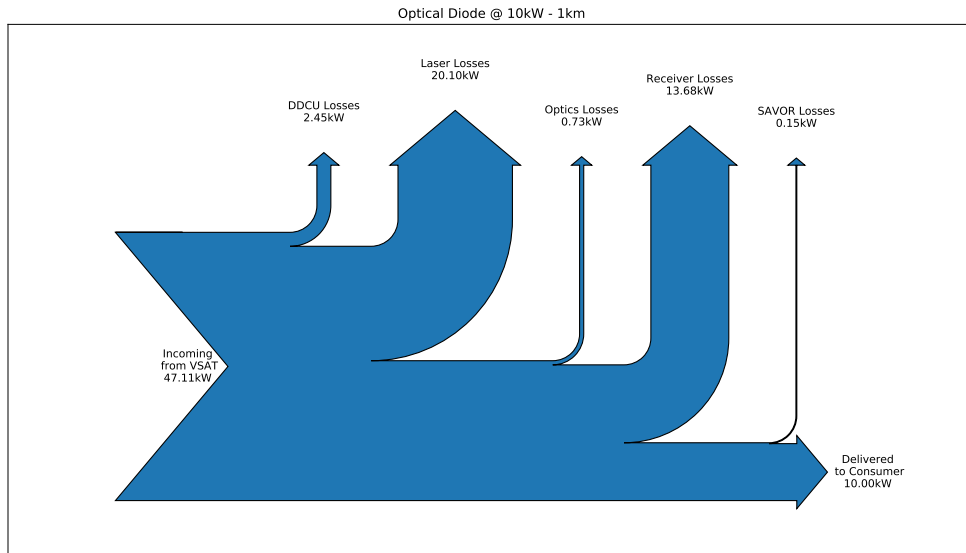 Optical Diode @ 10kW - 1km
Laser Losses
20.10kW
Receiver Losses
13.68kW
DDCU Losses
2.45kW
Optics Losses
0.73kW
SAVOR Losses
0.15kW
Incoming
from VSAT
47.11kW
Delivered
to Consumer
10.00kW